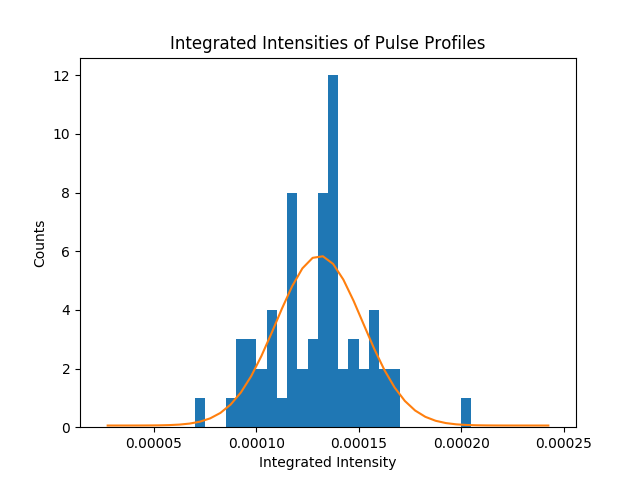 Integrated Intensities of Pulse Profiles
12
10
8
6
4
2
0
Counts
0.00005 0.00010 0.00015 0.00020 0.00025
Integrated Intensity